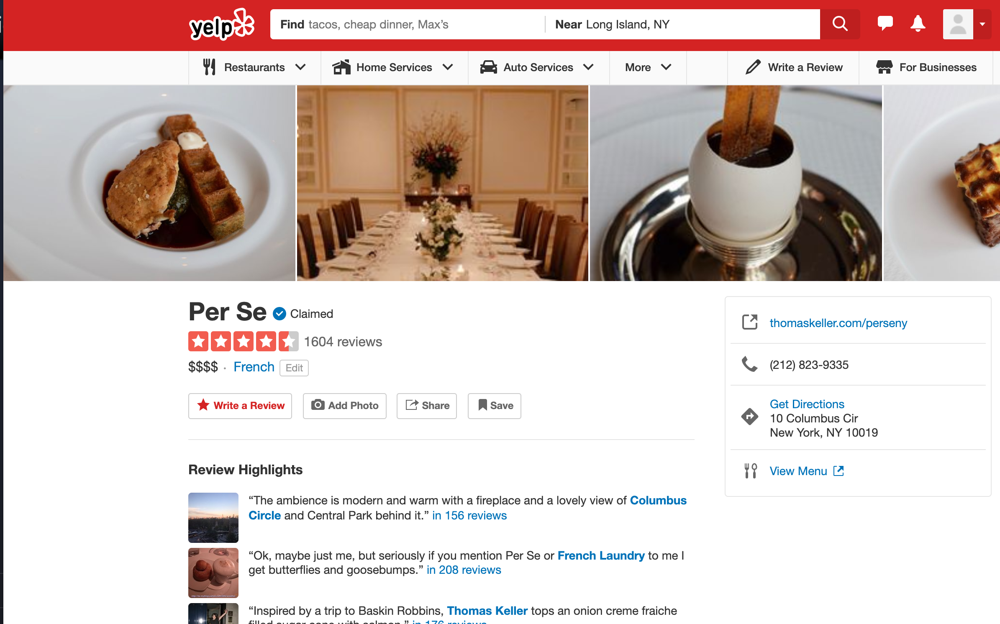 yelp
Find tacos, cheap dinner, Max’s
Near Long Island, NY
Restaurants
Home Services
Auto Services
More
Write a Review
For Businesses
Per Se
Claimed
1604 reviews
$$$$ · French Edit
Write a Review
Add Photo
Share
Save
Review Highlights
“The ambience is modern and warm with a fireplace and a lovely view of Columbus
Circle and Central Park behind it.” in 156 reviews
“Ok, maybe just me, but seriously if you mention Per Se or French Laundry to me I
get butterflies and goosebumps.” in 208 reviews
“Inspired by a trip to Baskin Robbins, Thomas Keller tops an onion creme fraiche
filled sugar cone with salmon.” in 176 reviews
thomaskeller.com/perseny
(212) 823-9335
Get Directions
10 Columbus Cir
New York, NY 10019
View Menu